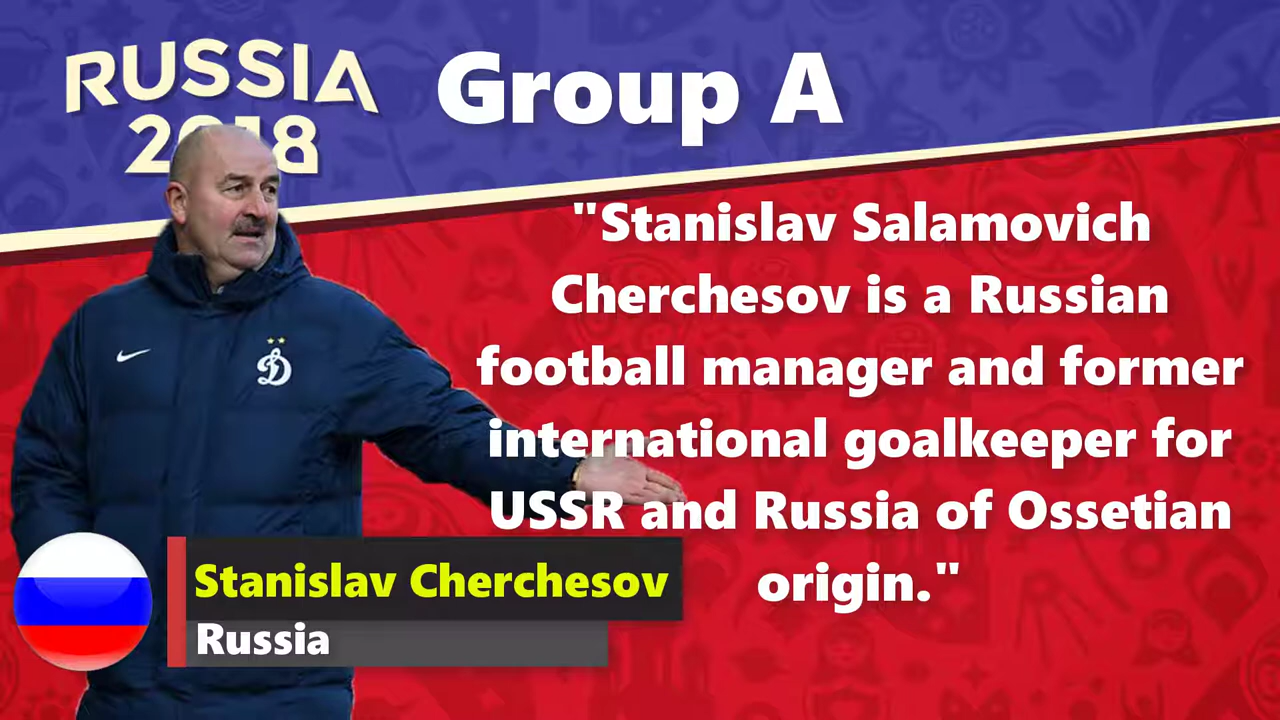 RUSSIA
2018
Group A
"Stanislav Salamovich
Cherchesov is a Russian
football manager and former
international goalkeeper for
USSR and Russia of Ossetian
origin."
Stanislav Cherchesov
Russia